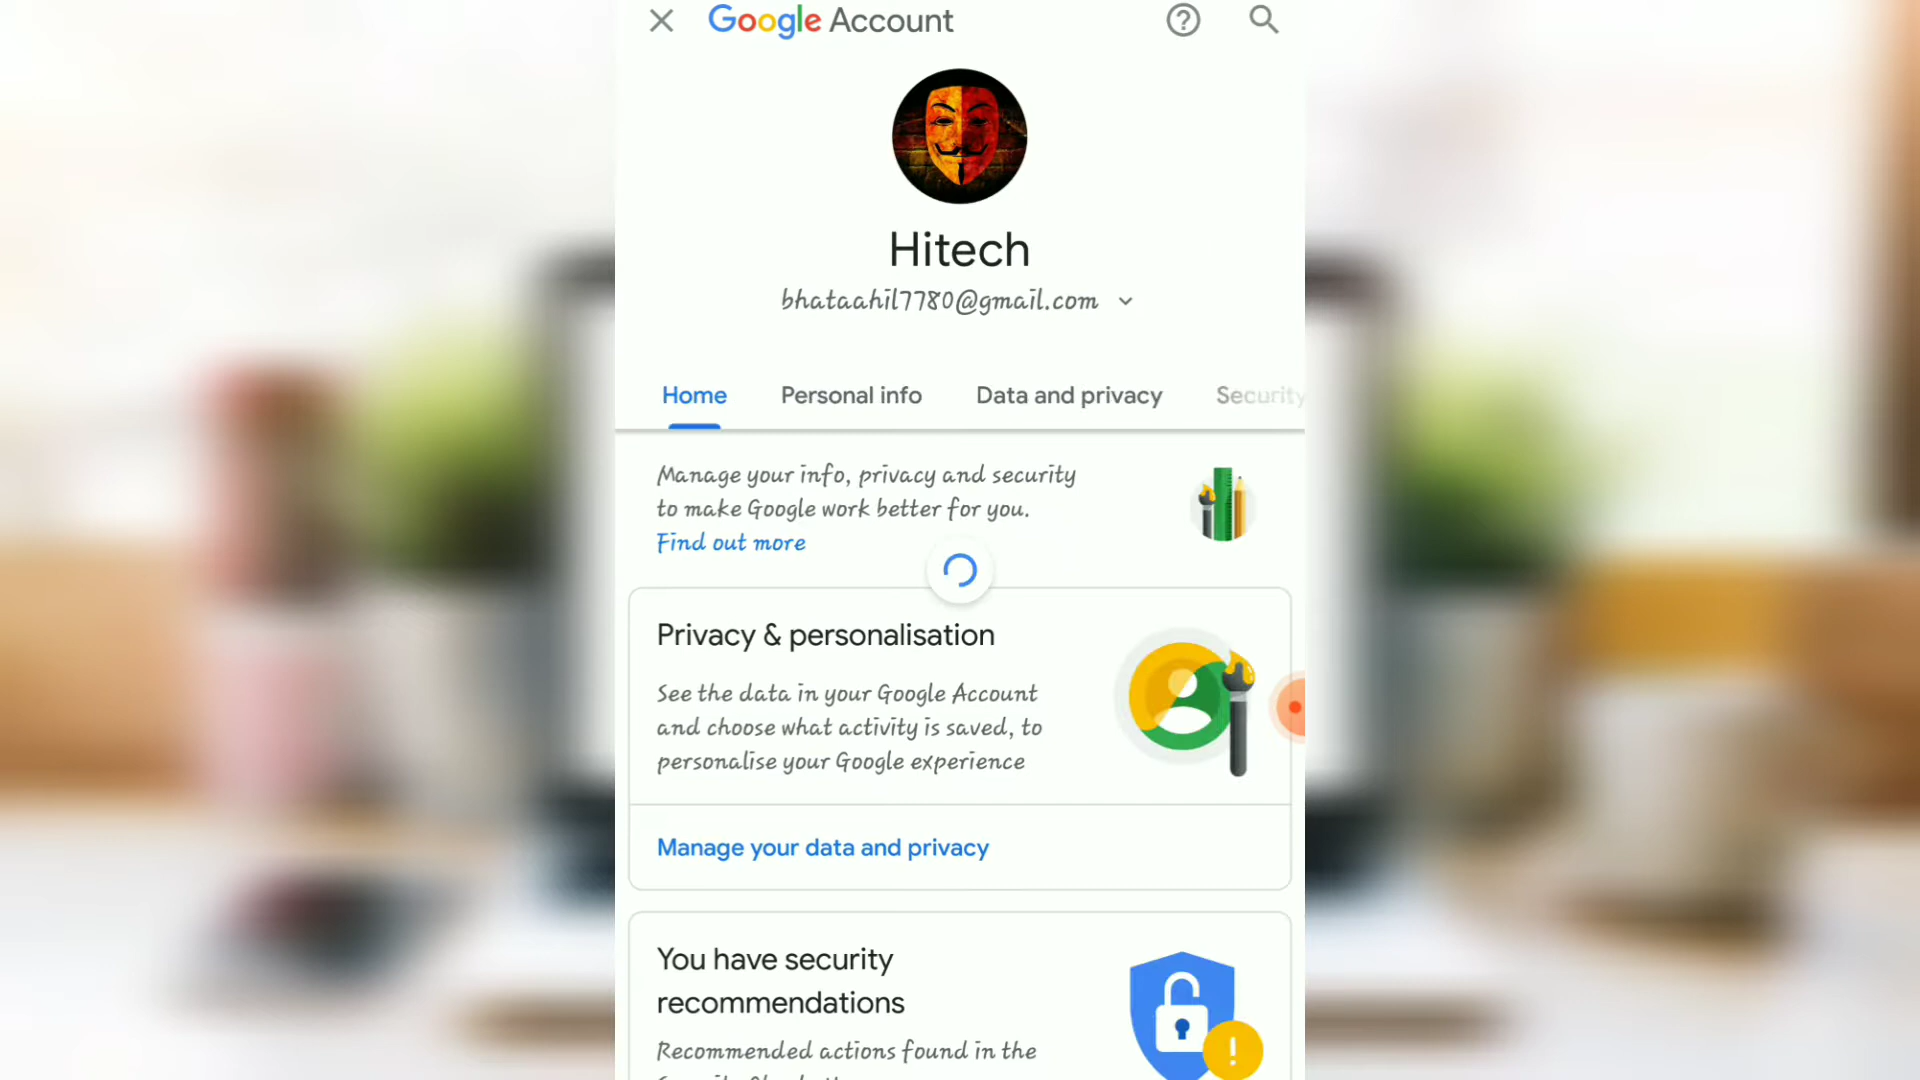 Google Account
Hitech
bhataahil7780@gmail.com
Home Personal info Data and privacy Security
Manage your info, privacy and security
to make Google work better for you.
Find out more
Privacy & personalisation
See the data in your Google Account
and choose what activity is saved, to
personalise your Google experience
Manage your data and privacy
You have security
recommendations
Recommended actions found in the